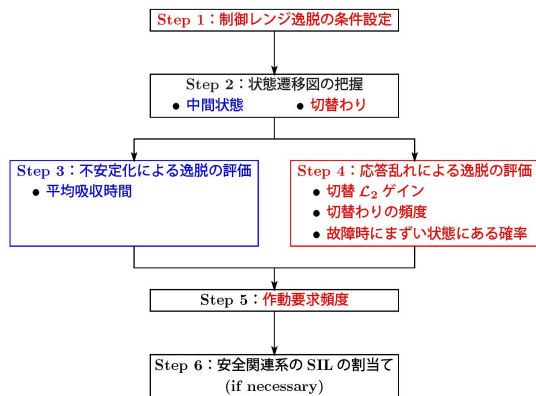 Step 1：制御レンジ逸脱の条件設定
Step 2：状態遷移図の把握
● 中間状態 ● 切替わり
Step 3：不安定化による逸脱の評価
● 平均吸収時間
Step 4：応答乱れによる逸脱の評価
● 切替 ℒ₂ ゲイン
● 切替わりの頻度
● 故障時にまずい状態にある確率
Step 5：作動要求頻度
Step 6：安全関連系の SIL の割当て
(if necessary)